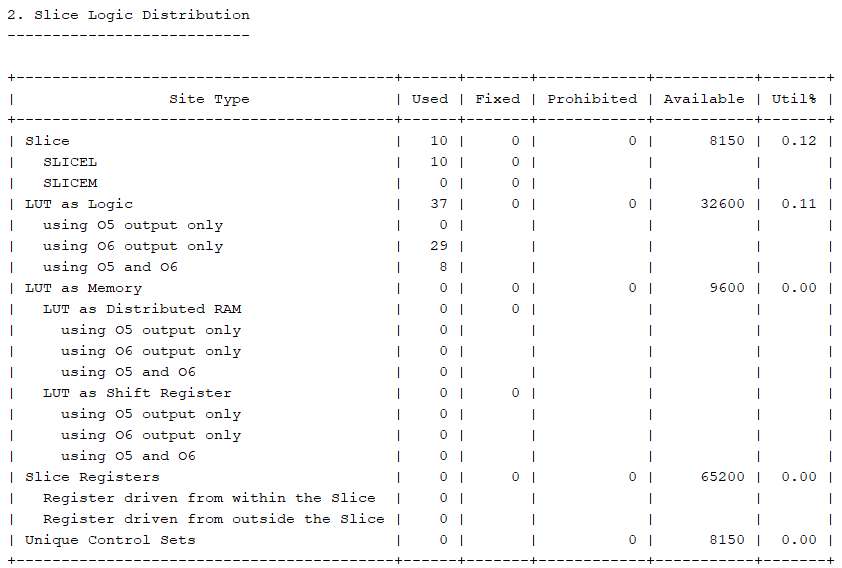 2. Slice Logic Distribution
---------------------------
+------------------------------------------+------+-------+------------+-----------+-------+
|                 Site Type                | Used | Fixed | Prohibited | Available | Util% |
+------------------------------------------+------+-------+------------+-----------+-------+
| Slice                                    |   10 |     0 |          0 |      8150 |  0.12 |
|   SLICEL                                 |   10 |     0 |            |           |       |
|   SLICEM                                 |    0 |     0 |            |           |       |
| LUT as Logic                             |   37 |     0 |          0 |     32600 |  0.11 |
|   using O5 output only                   |    0 |       |            |           |       |
|   using O6 output only                   |   29 |       |            |           |       |
|   using O5 and O6                        |    8 |       |            |           |       |
| LUT as Memory                            |    0 |     0 |          0 |      9600 |  0.00 |
|   LUT as Distributed RAM                 |    0 |     0 |            |           |       |
|     using O5 output only                 |    0 |       |            |           |       |
|     using O6 output only                 |    0 |       |            |           |       |
|     using O5 and O6                      |    0 |       |            |           |       |
|   LUT as Shift Register                  |    0 |     0 |            |           |       |
|     using O5 output only                 |    0 |       |            |           |       |
|     using O6 output only                 |    0 |       |            |           |       |
|     using O5 and O6                      |    0 |       |            |           |       |
| Slice Registers                          |    0 |     0 |          0 |     65200 |  0.00 |
|   Register driven from within the Slice  |    0 |       |            |           |       |
|   Register driven from outside the Slice |    0 |       |            |           |       |
| Unique Control Sets                      |    0 |       |          0 |      8150 |  0.00 |
+------------------------------------------+------+-------+------------+-----------+-------+